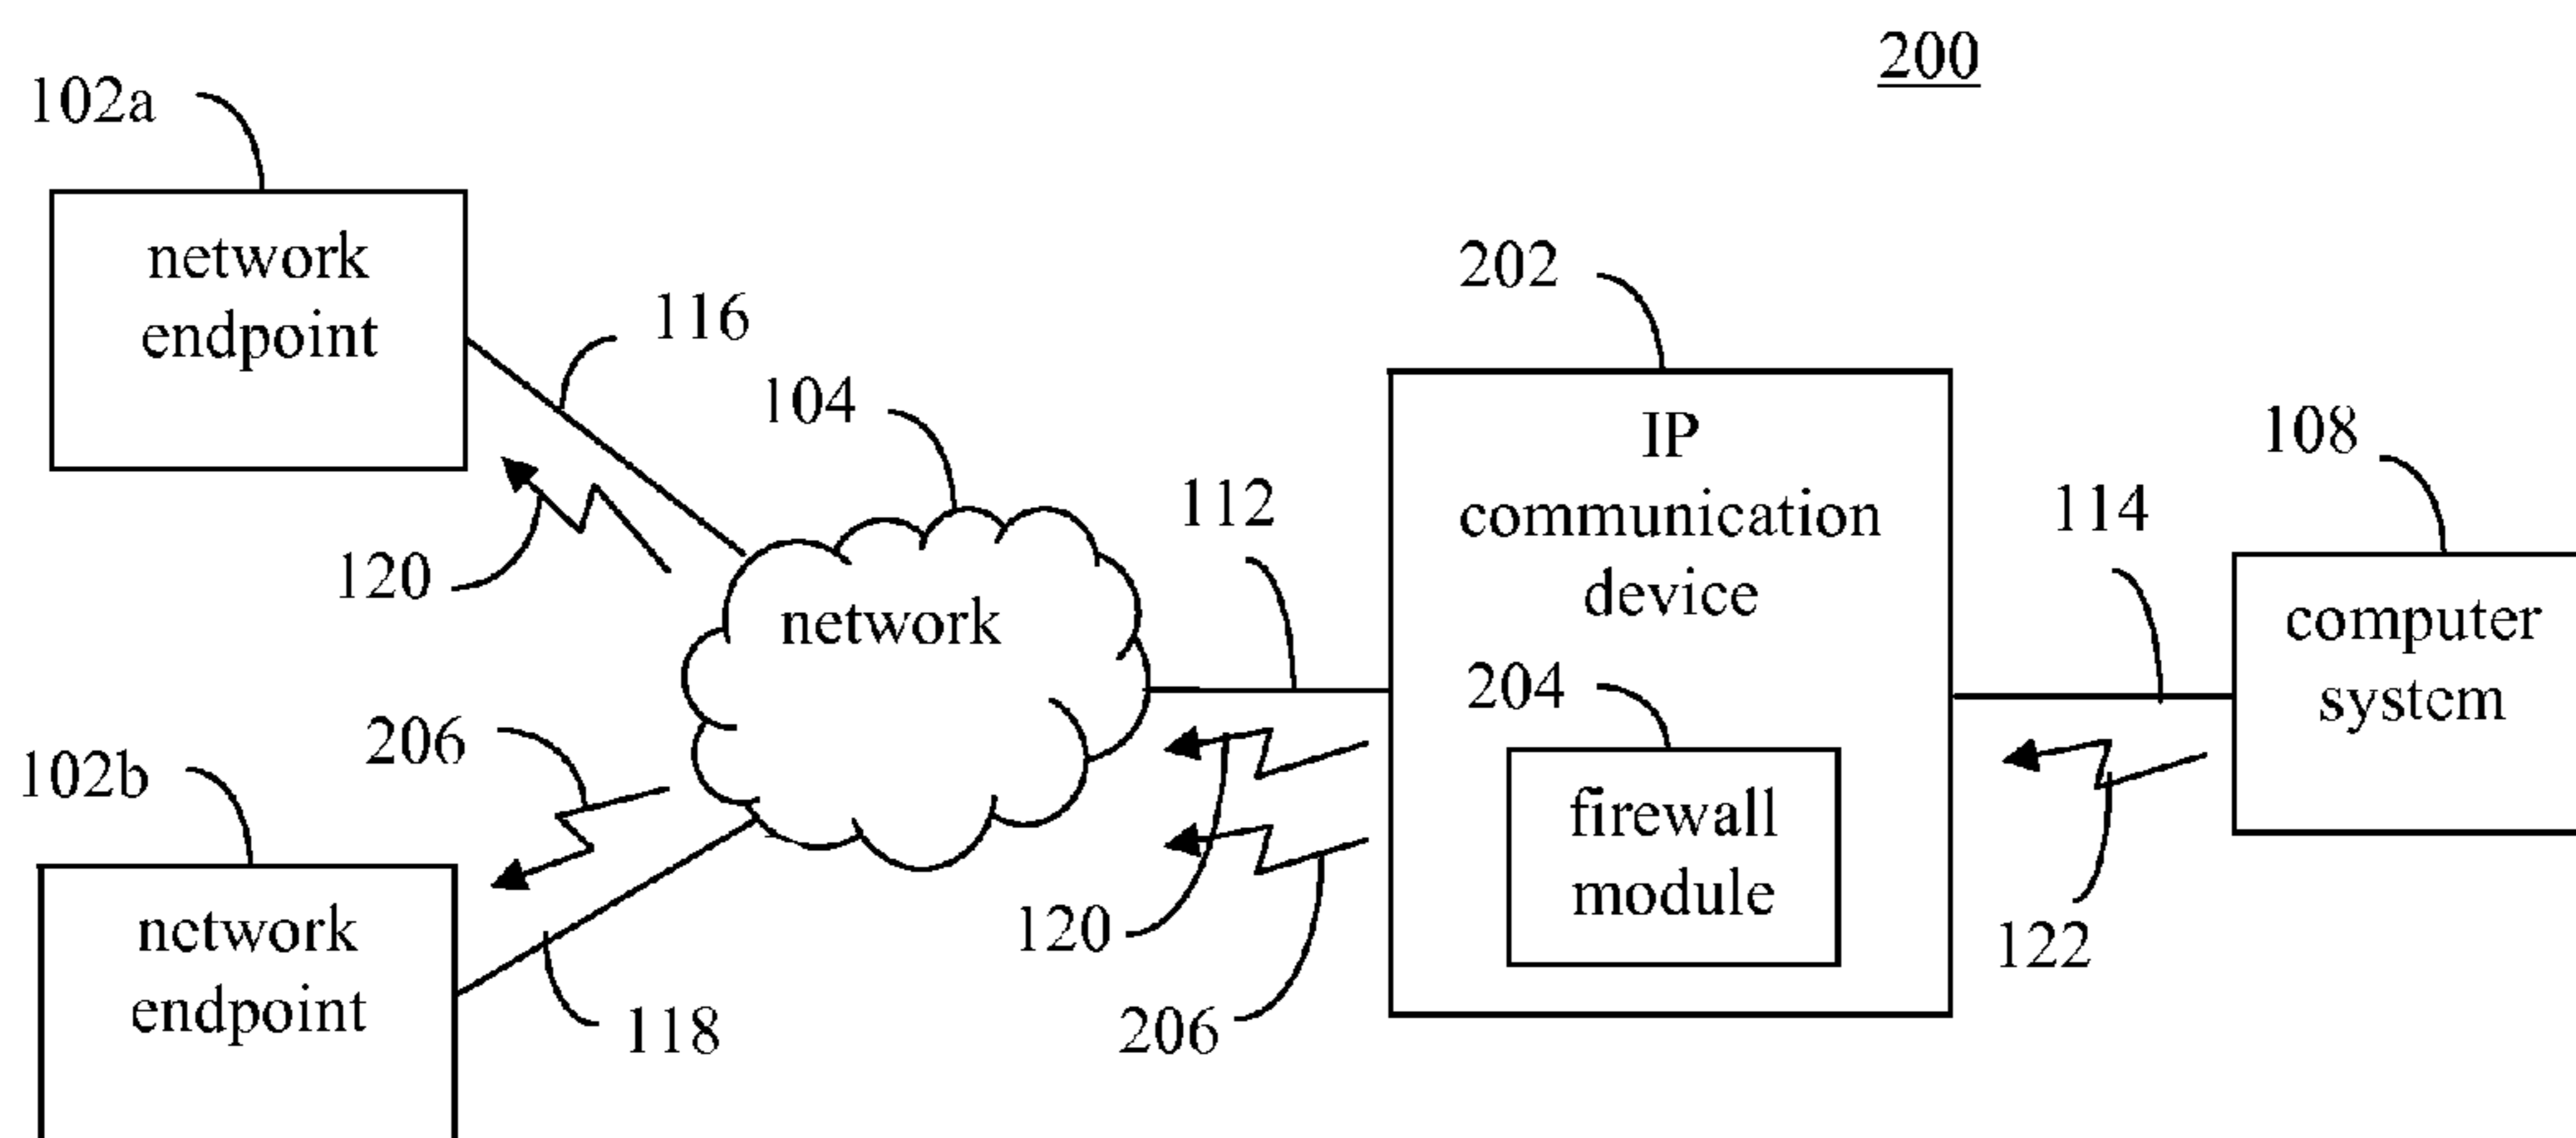 200
102a
network
endpoint
116
120
104
network
112
202
IP
communication
device
204
firewall
module
114
108
computer
system
122
206
102b
network
endpoint
118
120
206